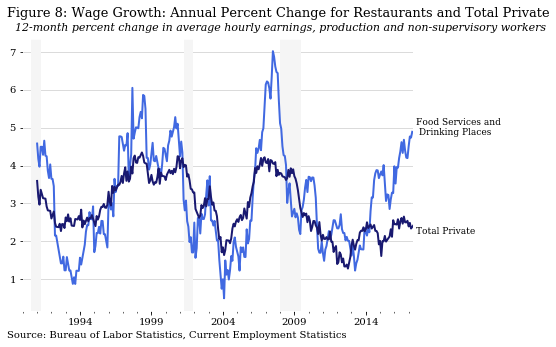 Figure 8: Wage Growth: Annual Percent Change for Restaurants and Total Private
12-month percent change in average hourly earnings, production and non-supervisory workers
7
6
5
4
3
2
1
Food Services and
Drinking Places
Total Private
1994
1999
2004
2009
2014
Source: Bureau of Labor Statistics, Current Employment Statistics